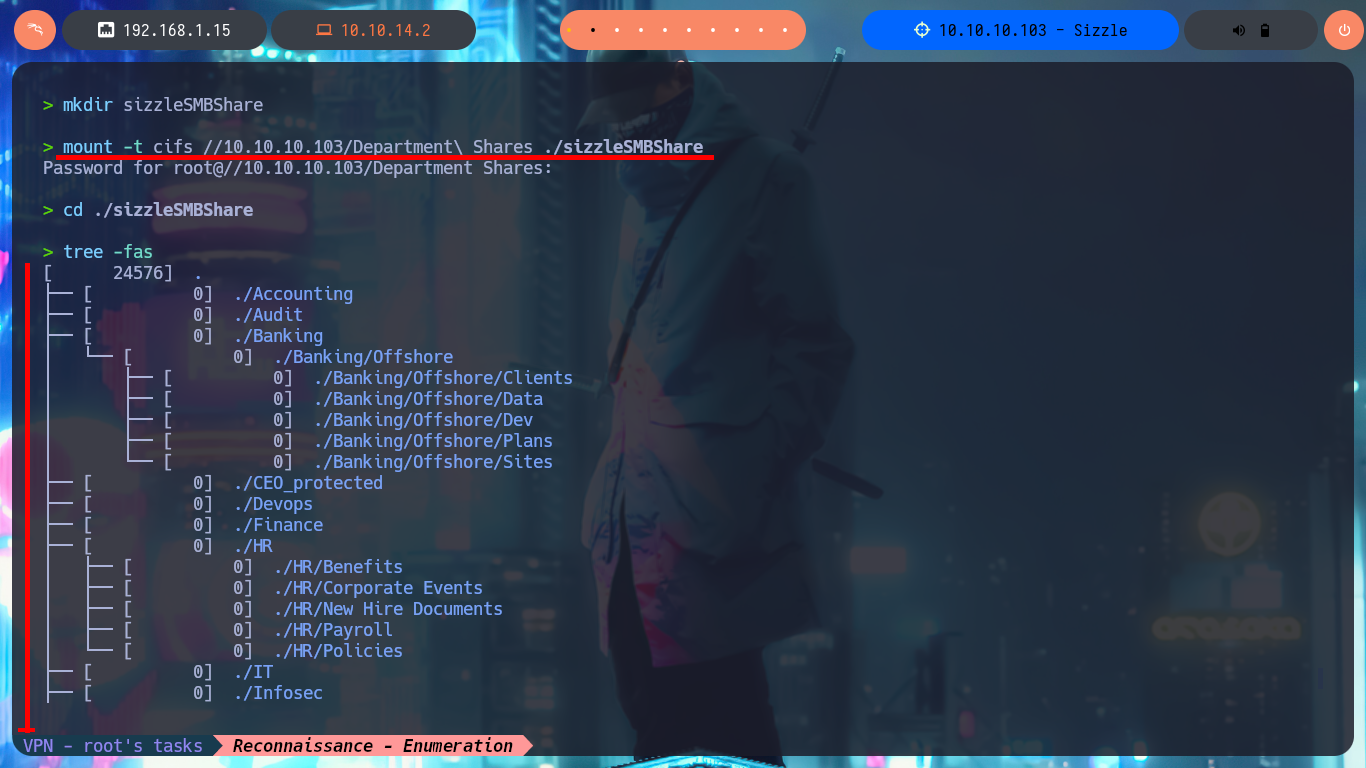 192.168.1.15
10.10.14.2
10.10.10.103 - Sizzle
> mkdir sizzleSMBShare
> mount -t cifs //10.10.10.103/Department\ Shares ./sizzleSMBShare
Password for root@//10.10.10.103/Department Shares:
> cd ./sizzleSMBShare
> tree -fas
[      24576]  .
├── [          0]  ./Accounting
├── [          0]  ./Audit
├── [          0]  ./Banking
│   └── [          0]  ./Banking/Offshore
│       ├── [          0]  ./Banking/Offshore/Clients
│       ├── [          0]  ./Banking/Offshore/Data
│       ├── [          0]  ./Banking/Offshore/Dev
│       ├── [          0]  ./Banking/Offshore/Plans
│       └── [          0]  ./Banking/Offshore/Sites
├── [          0]  ./CEO_protected
├── [          0]  ./Devops
├── [          0]  ./Finance
├── [          0]  ./HR
│   ├── [          0]  ./HR/Benefits
│   ├── [          0]  ./HR/Corporate Events
│   ├── [          0]  ./HR/New Hire Documents
│   ├── [          0]  ./HR/Payroll
│   └── [          0]  ./HR/Policies
├── [          0]  ./IT
├── [          0]  ./Infosec
VPN - root's tasks
Reconnaissance - Enumeration